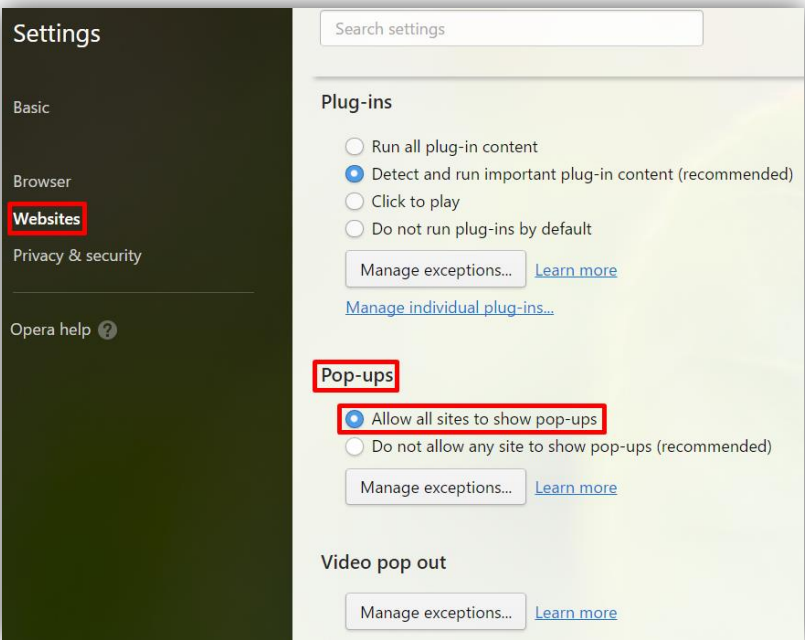 Settings
Basic
Browser
Websites
Privacy & security
Opera help ?
Search settings
Plug-ins
Run all plug-in content
Detect and run important plug-in content (recommended)
Click to play
Do not run plug-ins by default
Manage exceptions... Learn more
Manage individual plug-ins...
Pop-ups
Allow all sites to show pop-ups
Do not allow any site to show pop-ups (recommended)
Manage exceptions... Learn more
Video pop out
Manage exceptions... Learn more